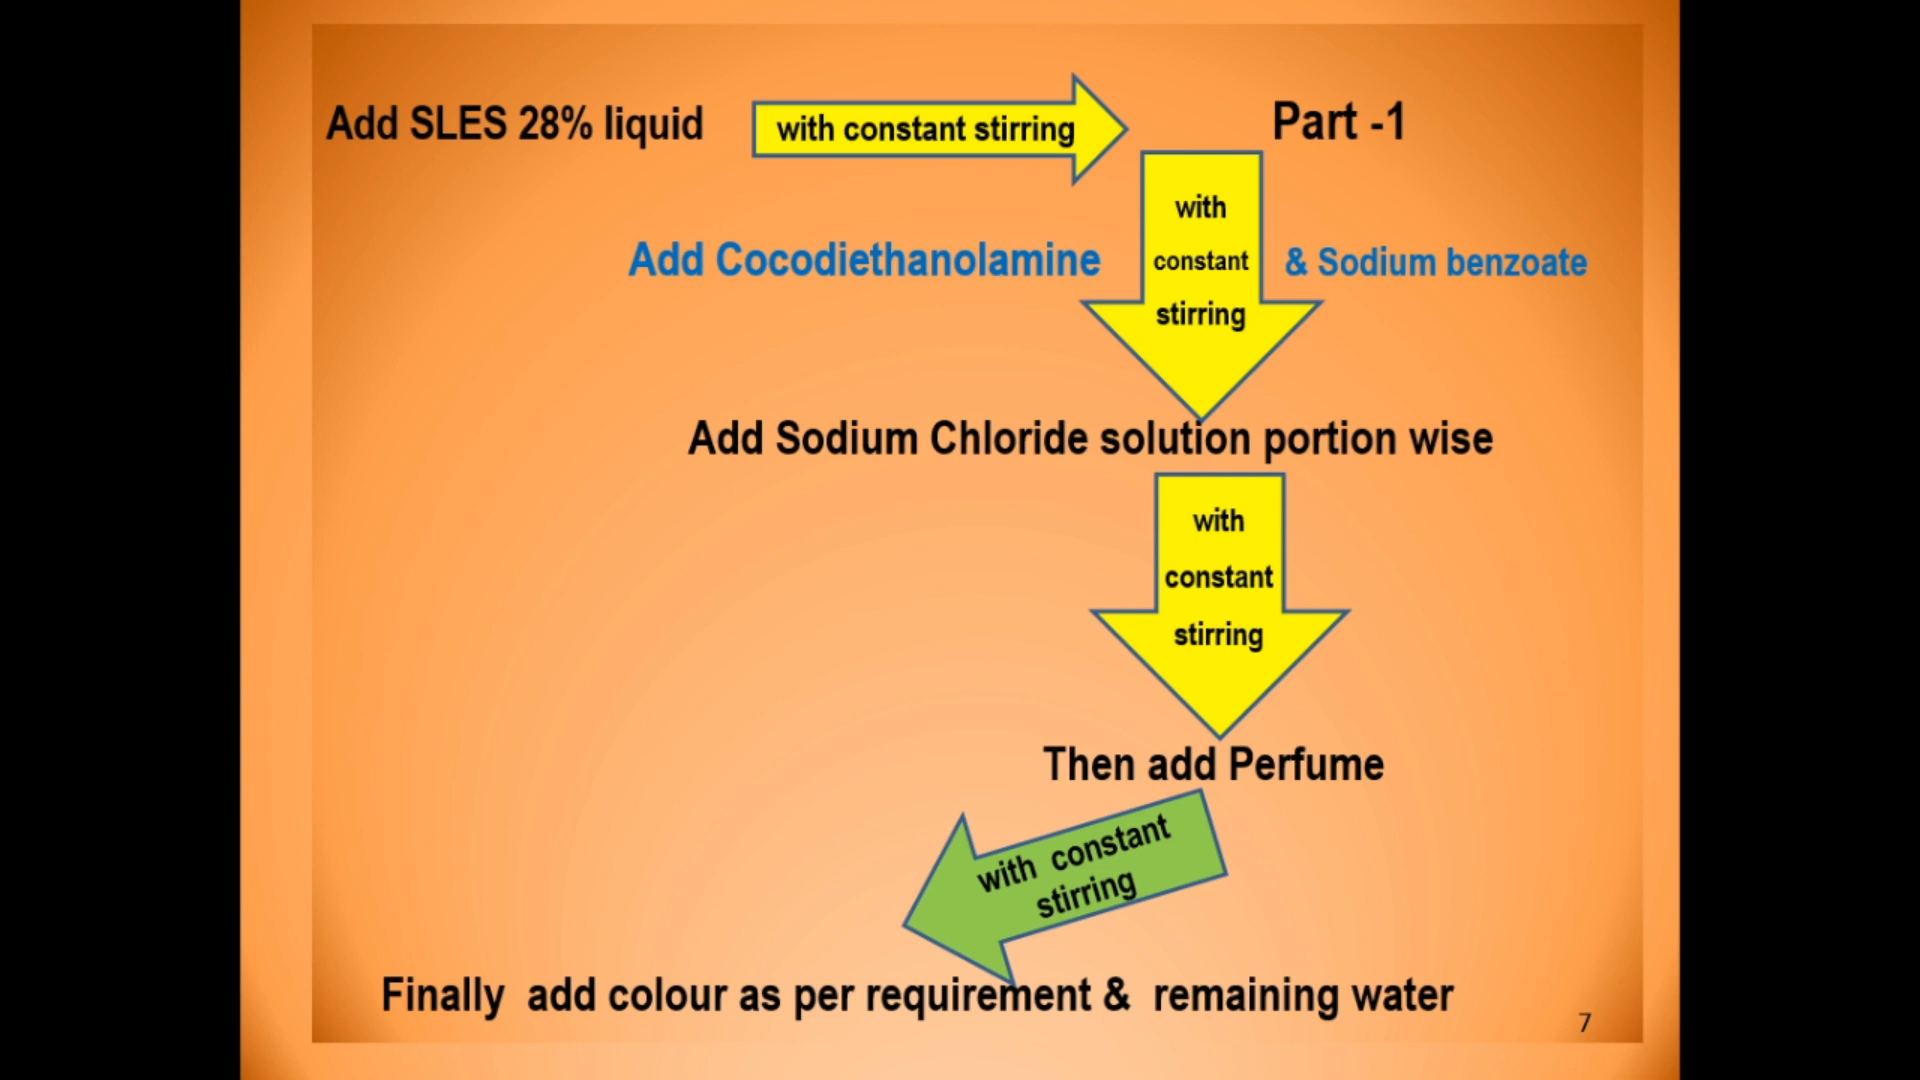 Add SLES 28% liquid with constant stirring Part -1
with
Add Cocodiethanolamine constant & Sodium benzoate
stirring
Add Sodium Chloride solution portion wise
with
constant
stirring
Then add Perfume
with constant
stirring
Finally add colour as per requirement & remaining water
7